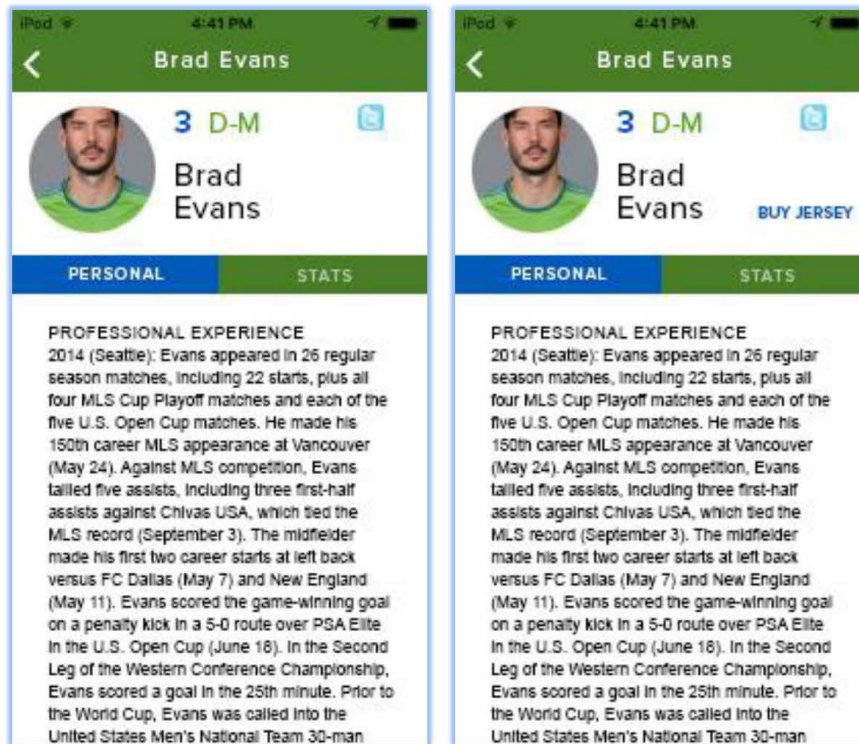 iPod 4:41 PM
Brad Evans
3 D-M
Brad
Evans
PERSONAL STATS
PROFESSIONAL EXPERIENCE
2014 (Seattle): Evans appeared in 26 regular
season matches, including 22 starts, plus all
four MLS Cup Playoff matches and each of the
five U.S. Open Cup matches. He made his
150th career MLS appearance at Vancouver
(May 24). Against MLS competition, Evans
tallied five assists, including three first-half
assists against Chivas USA, which tied the
MLS record (September 3). The midfielder
made his first two career starts at left back
versus FC Dallas (May 7) and New England
(May 11). Evans scored the game-winning goal
on a penalty kick in a 5-0 route over PSA Elite
in the U.S. Open Cup (June 18). In the Second
Leg of the Western Conference Championship,
Evans scored a goal in the 25th minute. Prior to
the World Cup, Evans was called into the
United States Men's National Team 30-man
iPod 4:41 PM
Brad Evans
3 D-M
Brad
Evans
BUY JERSEY
PERSONAL STATS
PROFESSIONAL EXPERIENCE
2014 (Seattle): Evans appeared in 26 regular
season matches, including 22 starts, plus all
four MLS Cup Playoff matches and each of the
five U.S. Open Cup matches. He made his
150th career MLS appearance at Vancouver
(May 24). Against MLS competition, Evans
tallied five assists, including three first-half
assists against Chivas USA, which tied the
MLS record (September 3). The midfielder
made his first two career starts at left back
versus FC Dallas (May 7) and New England
(May 11). Evans scored the game-winning goal
on a penalty kick in a 5-0 route over PSA Elite
in the U.S. Open Cup (June 18). In the Second
Leg of the Western Conference Championship,
Evans scored a goal in the 25th minute. Prior to
the World Cup, Evans was called into the
United States Men's National Team 30-man